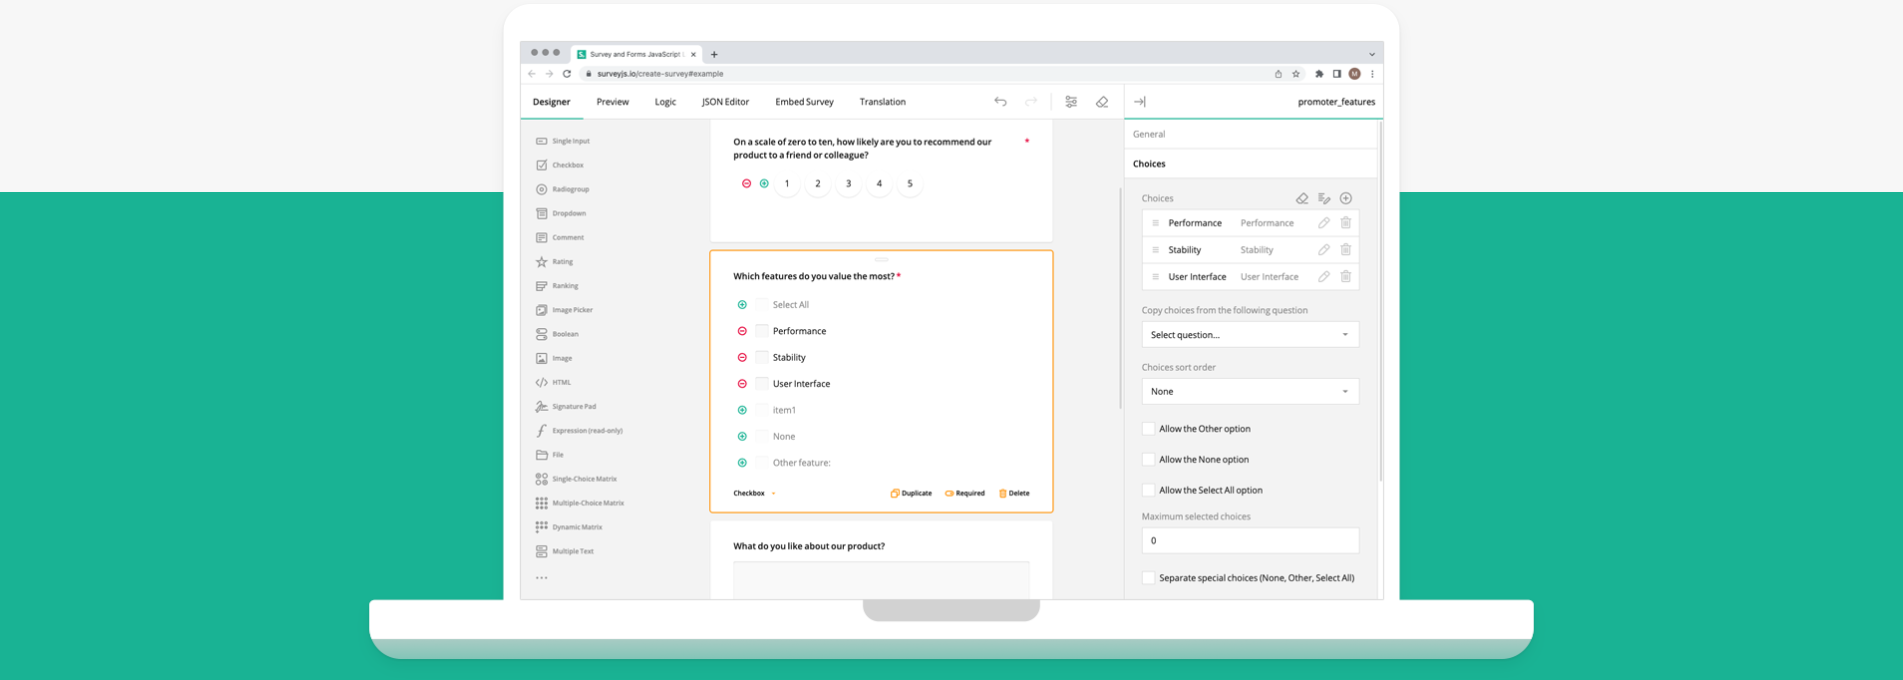 Survey and Forms JavaScript
surveyjs.io/create-survey#example
M
Designer
Preview
Logic
JSON Editor
Embed Survey
Translation
promoter_features
Single Input
Checkbox
Radiogroup
Dropdown
Comment
Rating
Ranking
Image Picker
Boolean
Image
HTML
Signature Pad
Expression (read-only)
File
Single-Choice Matrix
Multiple-Choice Matrix
Dynamic Matrix
Multiple Text
On a scale of zero to ten, how likely are you to recommend our
product to a friend or colleague?
*
1 2 3 4 5
Which features do you value the most? *
Select All
Performance
Stability
User Interface
item1
None
Other feature:
Checkbox
Duplicate
Required
Delete
What do you like about our product?
General
Choices
Choices
Performance Performance
Stability Stability
User Interface User Interface
Copy choices from the following question
Select question...
Choices sort order
None
Allow the Other option
Allow the None option
Allow the Select All option
Maximum selected choices
0
Separate special choices (None, Other, Select All)